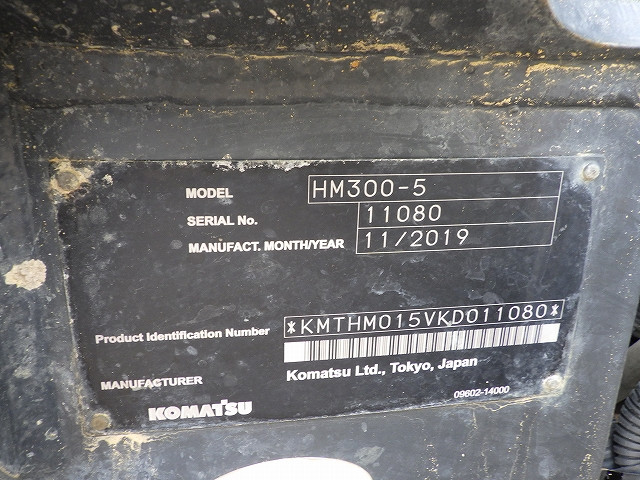 MODEL HM300-5
SERIAL No. 11080
MANUFACT. MONTH/YEAR 11/2019
Product Identification Number *KMTHM015VKD011080*
MANUFACTURER Komatsu Ltd., Tokyo, Japan
KOMATSU 09602-14000